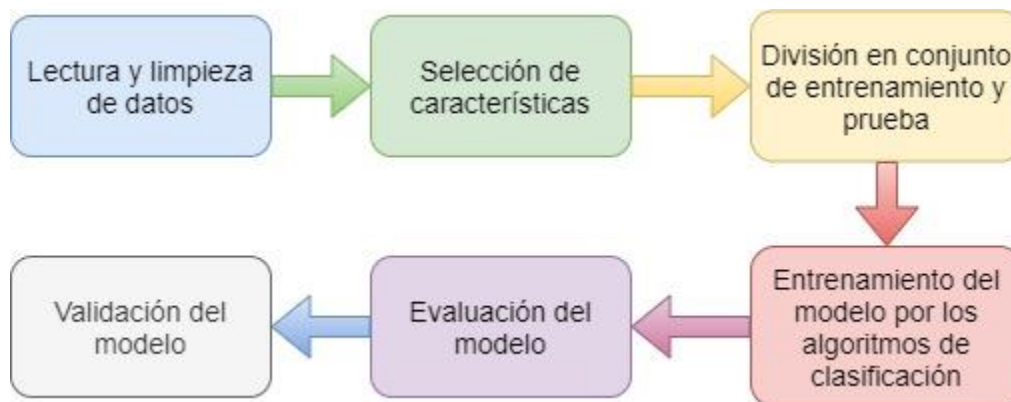 Lectura y limpieza
de datos
Selección de
características
División en conjunto
de entrenamiento y
prueba
Entrenamiento del
modelo por los
algoritmos de
clasificación
Evaluación del
modelo
Validación del
modelo